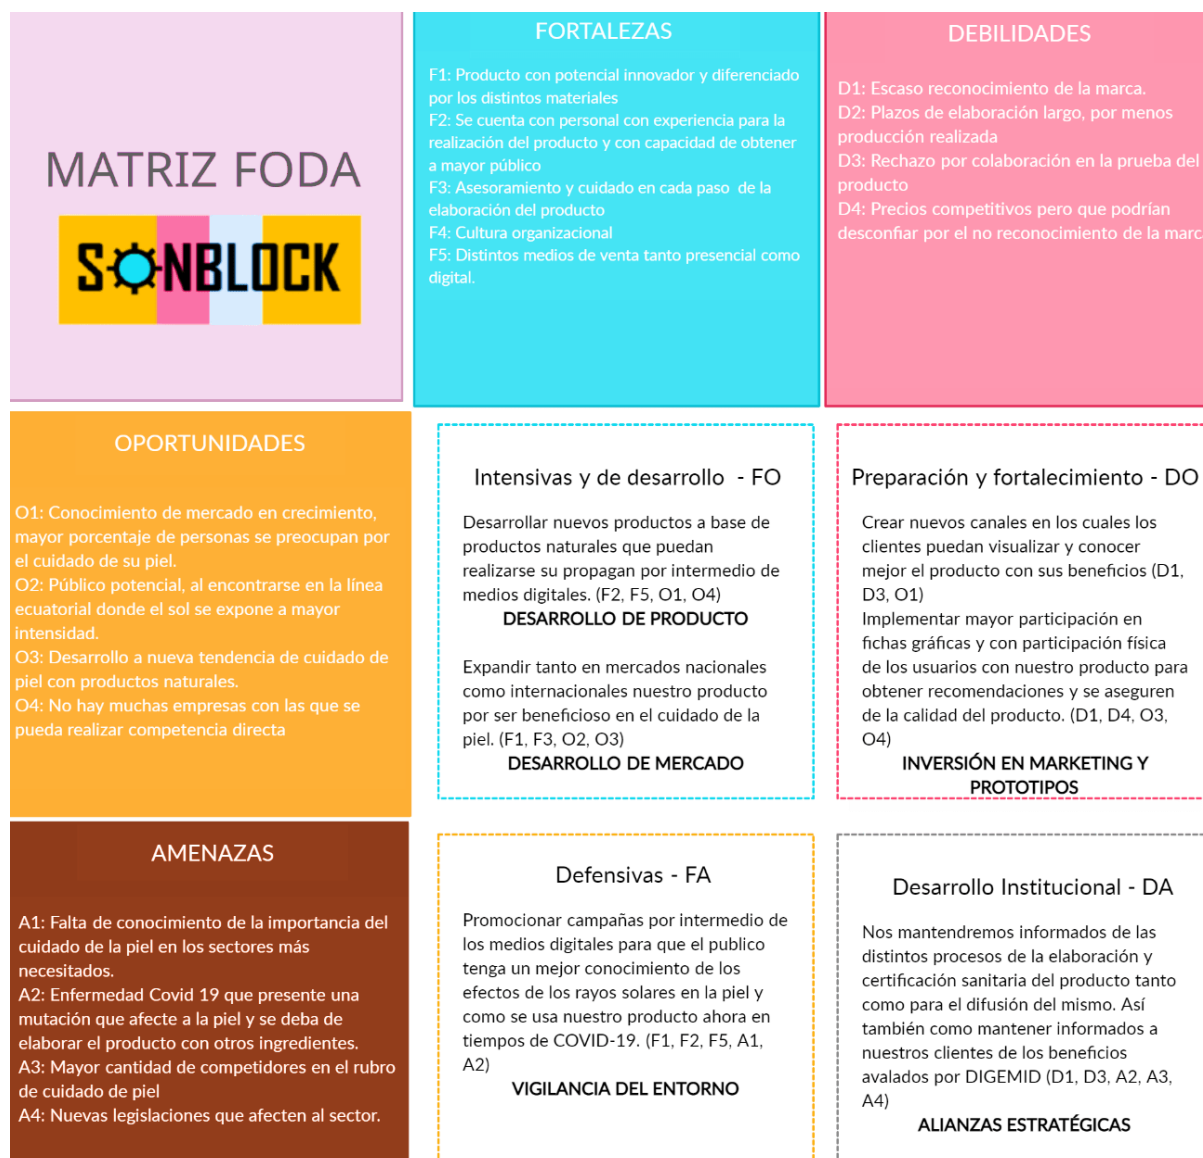 MATRIZ FODA
SONBLOCK
FORTALEZAS
F1: Producto con potencial innovador y diferenciado
por los distintos materiales
F2: Se cuenta con personal con experiencia para la
realización del producto y con capacidad de obtener
a mayor público
F3: Asesoramiento y cuidado en cada paso de la
elaboración del producto
F4: Cultura organizacional
F5: Distintos medios de venta tanto presencial como
digital.
DEBILIDADES
D1: Escaso reconocimiento de la marca.
D2: Plazos de elaboración largo, por menos
producción realizada
D3: Rechazo por colaboración en la prueba del
producto
D4: Precios competitivos pero que podrían
desconfiar por el no reconocimiento de la marc
OPORTUNIDADES
O1: Conocimiento de mercado en crecimiento,
mayor porcentaje de personas se preocupan por
el cuidado de su piel.
O2: Público potencial, al encontrarse en la línea
ecuatorial donde el sol se expone a mayor
intensidad.
O3: Desarrollo a nueva tendencia de cuidado de
piel con productos naturales.
O4: No hay muchas empresas con las que se
pueda realizar competencia directa
Intensivas y de desarrollo - FO
Desarrollar nuevos productos a base de
productos naturales que puedan
realizarse su propagan por intermedio de
medios digitales. (F2, F5, O1, O4)
DESARROLLO DE PRODUCTO
Expandir tanto en mercados nacionales
como internacionales nuestro producto
por ser beneficioso en el cuidado de la
piel. (F1, F3, O2, O3)
DESARROLLO DE MERCADO
Preparación y fortalecimiento - DO
Crear nuevos canales en los cuales los
clientes puedan visualizar y conocer
mejor el producto con sus beneficios (D1,
D3, O1)
Implementar mayor participación en
fichas gráficas y con participación física
de los usuarios con nuestro producto para
obtener recomendaciones y se aseguren
de la calidad del producto. (D1, D4, O3,
O4)
INVERSIÓN EN MARKETING Y
PROTOTIPOS
AMENAZAS
A1: Falta de conocimiento de la importancia del
cuidado de la piel en los sectores más
necesitados.
A2: Enfermedad Covid 19 que presente una
mutación que afecte a la piel y se deba de
elaborar el producto con otros ingredientes.
A3: Mayor cantidad de competidores en el rubro
de cuidado de piel
A4: Nuevas legislaciones que afecten al sector.
Defensivas - FA
Promocionar campañas por intermedio de
los medios digitales para que el publico
tenga un mejor conocimiento de los
efectos de los rayos solares en la piel y
como se usa nuestro producto ahora en
tiempos de COVID-19. (F1, F2, F5, A1,
A2)
VIGILANCIA DEL ENTORNO
Desarrollo Institucional - DA
Nos mantendremos informados de las
distintos procesos de la elaboración y
certificación sanitaria del producto tanto
como para el difusión del mismo. Así
también como mantener informados a
nuestros clientes de los beneficios
avalados por DIGEMID (D1, D3, A2, A3,
A4)
ALIANZAS ESTRATÉGICAS